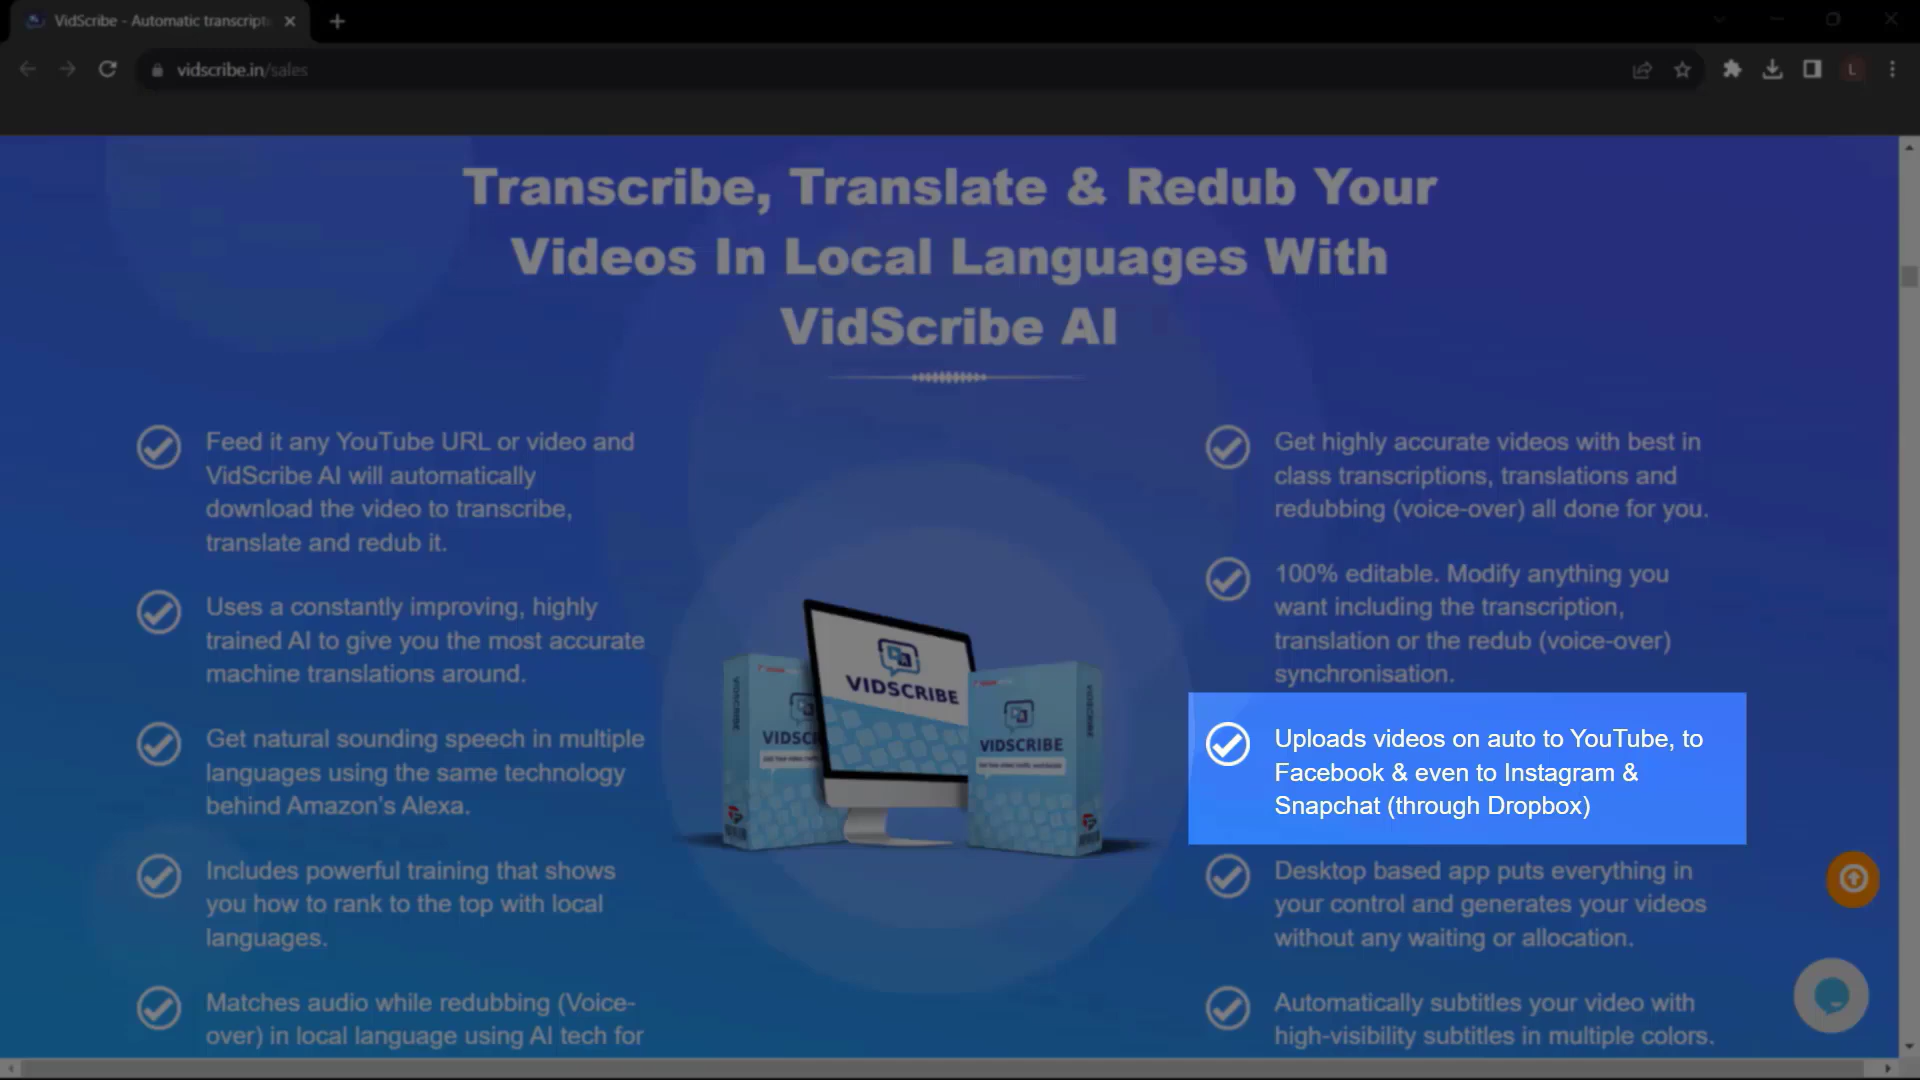 VidScribe - Automatic transcript
vidscribe.in/sales
L
Transcribe, Translate & Redub Your
Videos In Local Languages With
VidScribe AI
Feed it any YouTube URL or video and
VidScribe AI will automatically
download the video to transcribe,
translate and redub it.
Uses a constantly improving, highly
trained AI to give you the most accurate
machine translations around.
Get natural sounding speech in multiple
languages using the same technology
behind Amazon's Alexa.
Includes powerful training that shows
you how to rank to the top with local
languages.
Matches audio while redubbing (Voice-
over) in local language using AI tech for
VIDSCRIBE
VIDSCR
VIDSCRIBE
VIDSCRIBE
VIDSCRIBE
Get highly accurate videos with best in
class transcriptions, translations and
redubbing (voice-over) all done for you.
100% editable. Modify anything you
want including the transcription,
translation or the redub (voice-over)
synchronisation.
Uploads videos on auto to YouTube, to
Facebook & even to Instagram &
Snapchat (through Dropbox)
Desktop based app puts everything in
your control and generates your videos
without any waiting or allocation.
Automatically subtitles your video with
high-visibility subtitles in multiple colors.